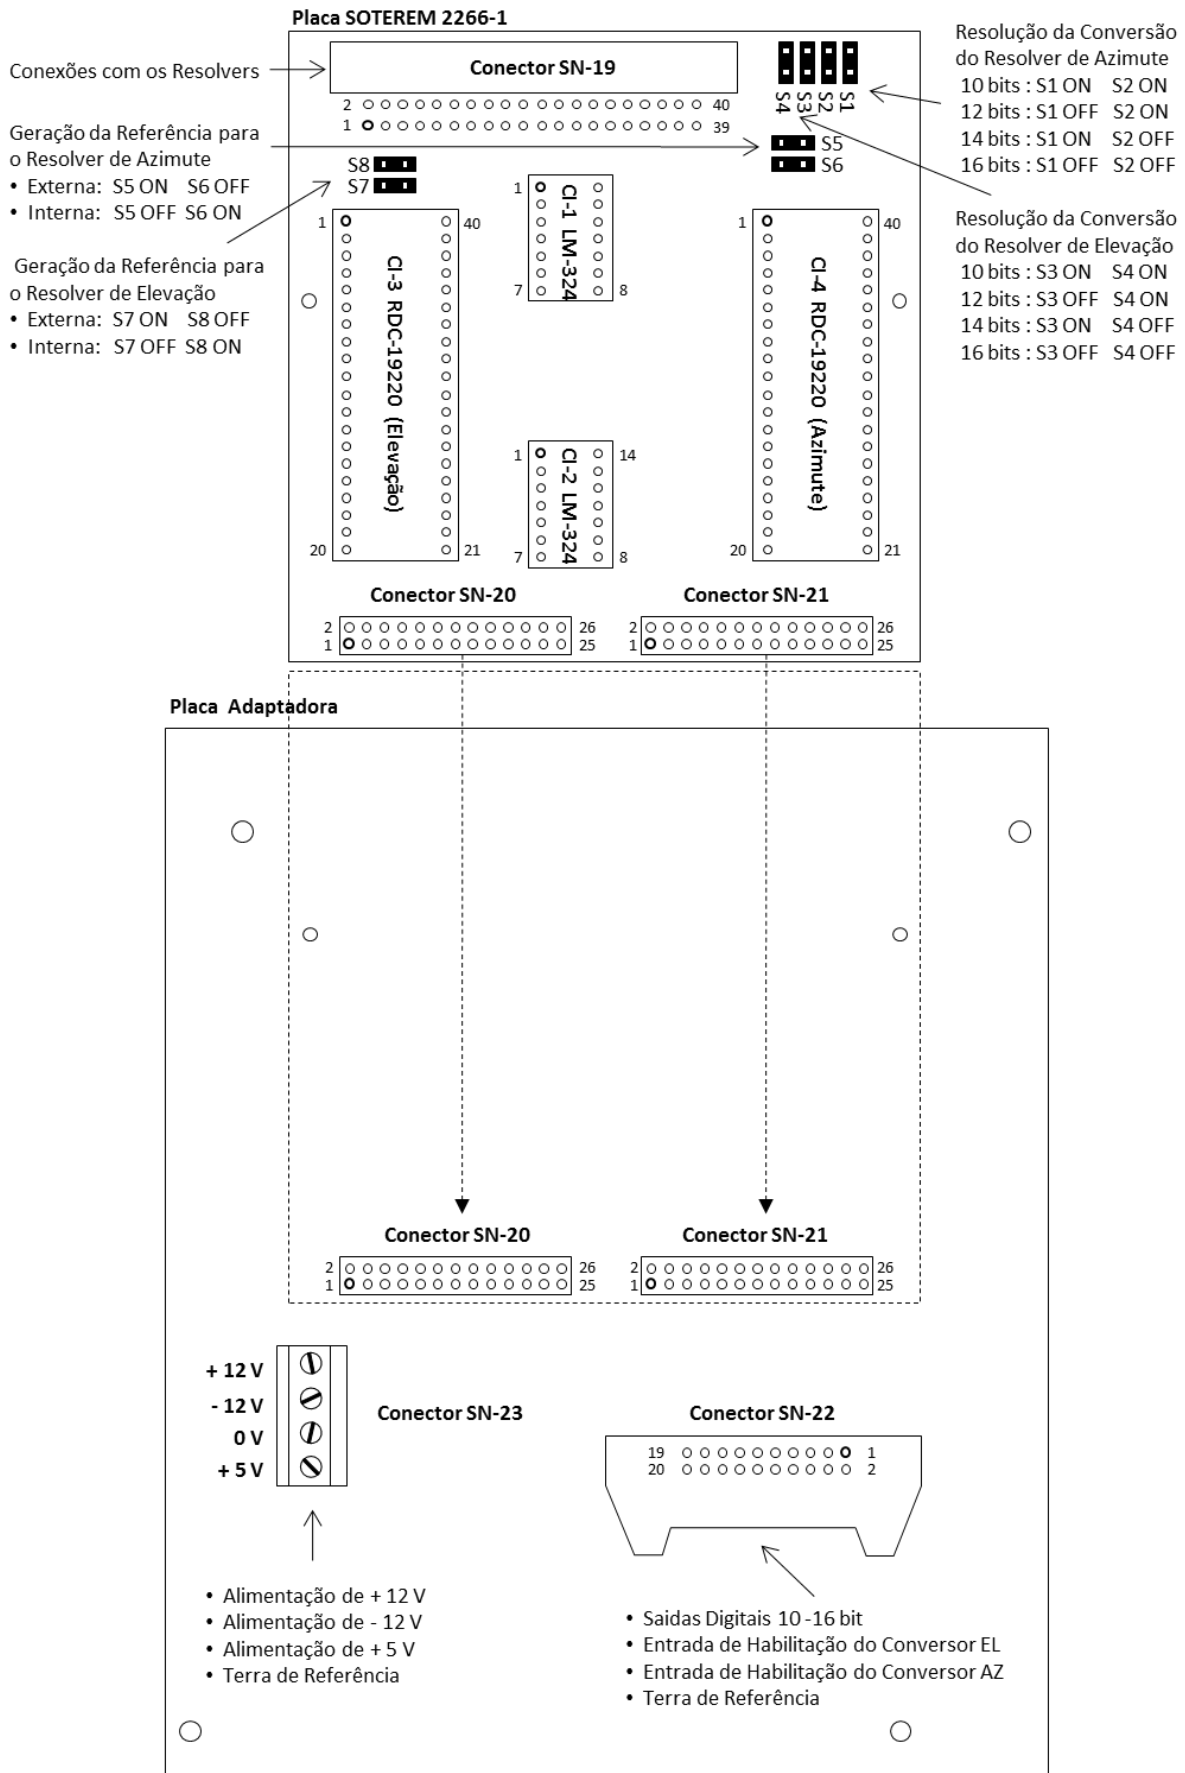 Placa SOTEREM 2266-1
Conexões com os Resolvers
Conector SN-19
2 40
1 39
S4 S3 S2 S1
Resolução da Conversão
do Resolver de Azimute
10 bits : S1 ON S2 ON
12 bits : S1 OFF S2 ON
14 bits : S1 ON S2 OFF
16 bits : S1 OFF S2 OFF
Geração da Referência para
o Resolver de Azimute
• Externa: S5 ON S6 OFF
• Interna: S5 OFF S6 ON
S5
S6
S8
S7
Geração da Referência para
o Resolver de Elevação
• Externa: S7 ON S8 OFF
• Interna: S7 OFF S8 ON
Resolução da Conversão
do Resolver de Elevação
10 bits : S3 ON S4 ON
12 bits : S3 OFF S4 ON
14 bits : S3 ON S4 OFF
16 bits : S3 OFF S4 OFF
1 40
CI-3 RDC-19220 (Elevação)
20 21
1
CI-1 LM-324
7 8
1 40
CI-4 RDC-19220 (Azimute)
20 21
1 14
CI-2 LM-324
7 8
Conector SN-20
2 26
1 25
Conector SN-21
2 26
1 25
Placa Adaptadora
Conector SN-20
2 26
1 25
Conector SN-21
2 26
1 25
+ 12 V
- 12 V
0 V
+ 5 V
Conector SN-23
Conector SN-22
19 1
20 2
• Alimentação de + 12 V
• Alimentação de - 12 V
• Alimentação de + 5 V
• Terra de Referência
• Saidas Digitais 10 -16 bit
• Entrada de Habilitação do Conversor EL
• Entrada de Habilitação do Conversor AZ
• Terra de Referência